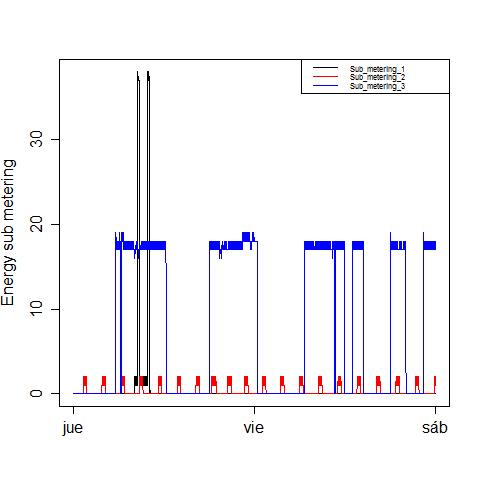 Sub_metering_1
Sub_metering_2
Sub_metering_3
Energy sub metering
30
20
10
0
jue vie sáb